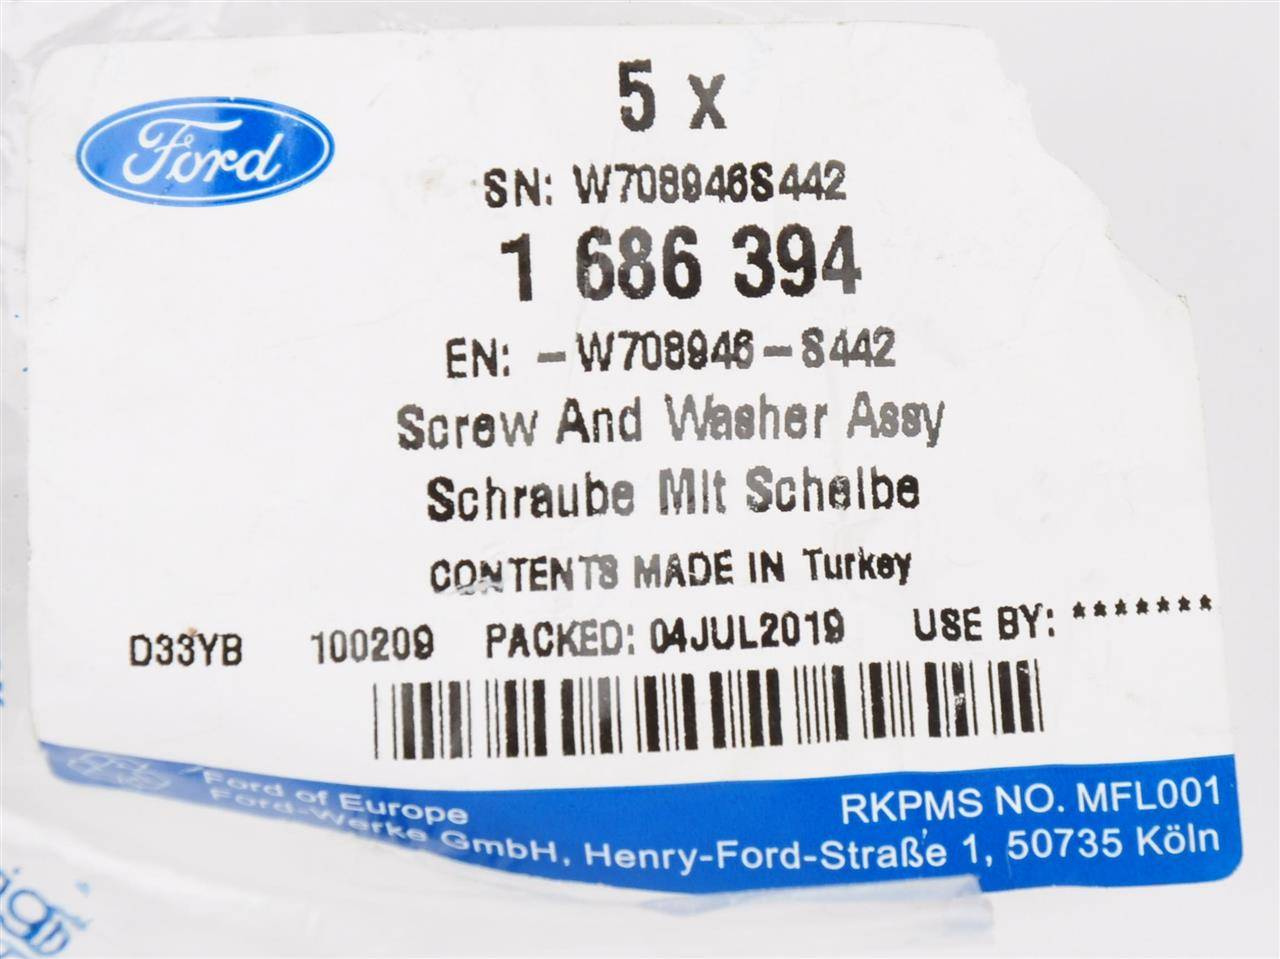 Ford
5 x
SN: W708946S442
1 686 394
EN: -W708946-S442
Screw And Washer Assy
Schraube Mit Scheibe
CONTENTS MADE IN Turkey
D33YB 100209 PACKED: 04JUL2019 USE BY: *******
Ford of Europe
RKPMS NO. MFL001
Ford-Werke GmbH, Henry-Ford-Straße 1, 50735 Köln